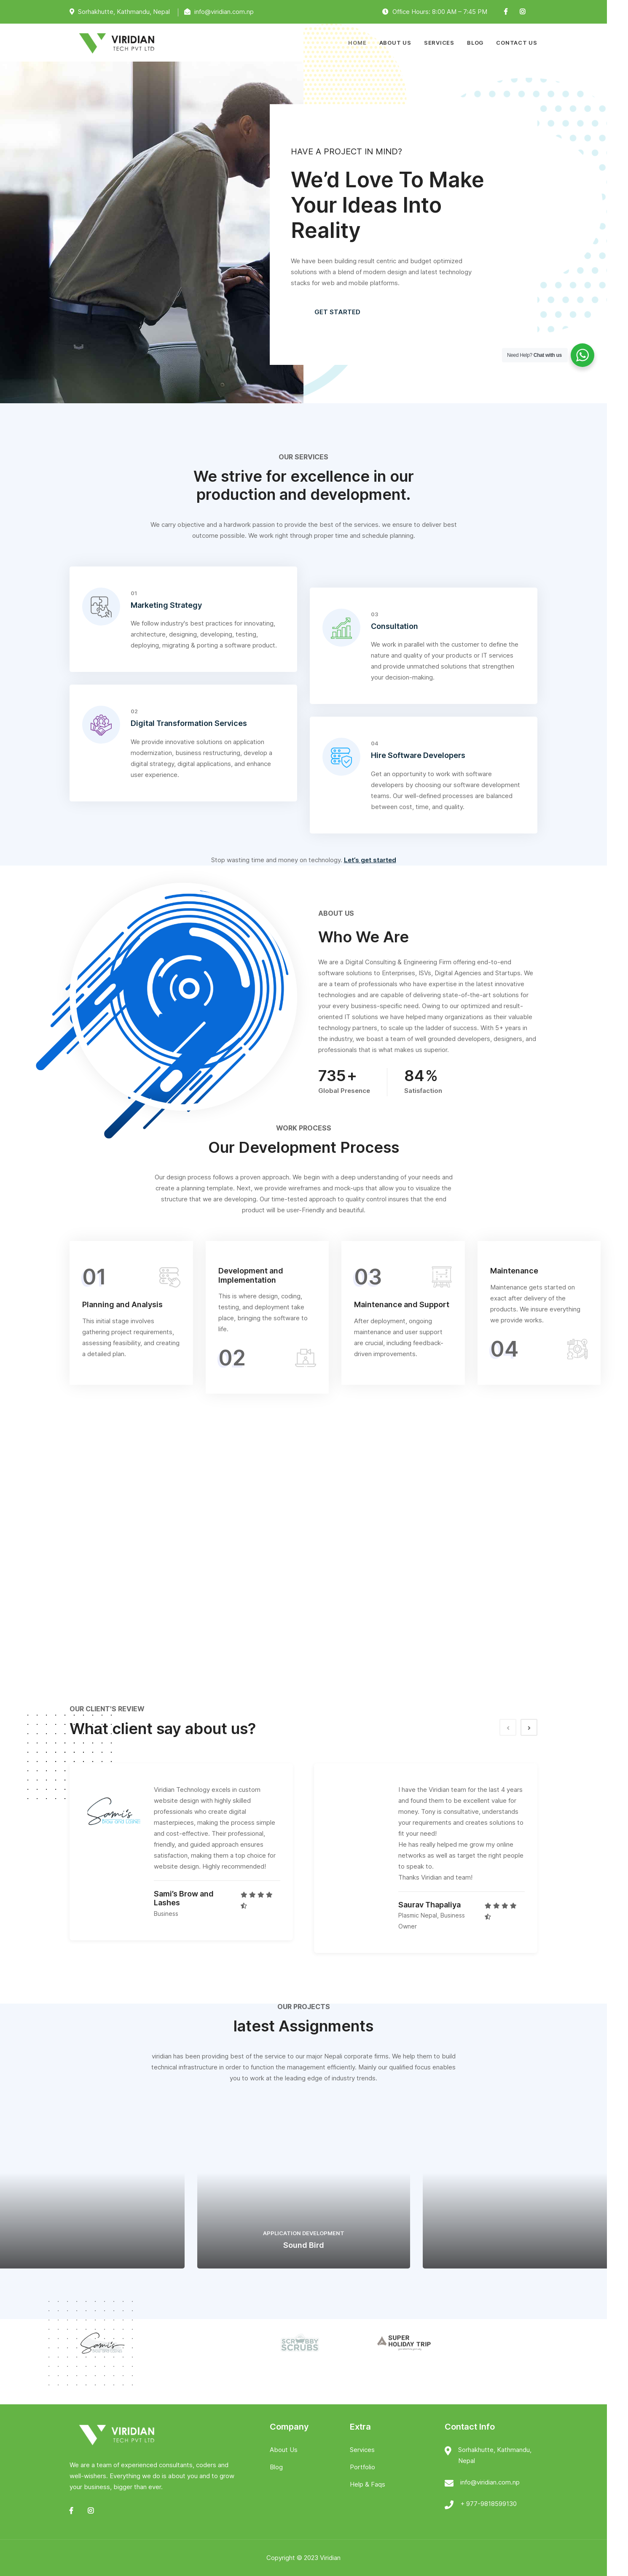 Sorhakhutte, Kathmandu, Nepal
info@viridian.com.np
Office Hours: 8:00 AM – 7:45 PM
VIRIDIAN
TECH PVT LTD
HOME
ABOUT US
SERVICES
BLOG
CONTACT US
HAVE A PROJECT IN MIND?
We’d Love To Make
Your Ideas Into
Reality
We have been building result centric and budget optimized
solutions with a blend of modern design and latest technology
stacks for web and mobile platforms.
GET STARTED
Need Help? Chat with us
OUR SERVICES
We strive for excellence in our
production and development.
We carry objective and a hardwork passion to provide the best of the services. we ensure to deliver best
outcome possible. We work right through proper time and schedule planning.
01
Marketing Strategy
We follow industry's best practices for innovating,
architecture, designing, developing, testing,
deploying, migrating & porting a software product.
02
Digital Transformation Services
We provide innovative solutions on application
modernization, business restructuring, develop a
digital strategy, digital applications, and enhance
user experience.
03
Consultation
We work in parallel with the customer to define the
nature and quality of your products or IT services
and provide unmatched solutions that strengthen
your decision-making.
04
Hire Software Developers
Get an opportunity to work with software
developers by choosing our software development
teams. Our well-defined processes are balanced
between cost, time, and quality.
Stop wasting time and money on technology. Let’s get started
ABOUT US
Who We Are
We are a Digital Consulting & Engineering Firm offering end-to-end
software solutions to Enterprises, ISVs, Digital Agencies and Startups. We
are a team of professionals who have expertise in the latest innovative
technologies and are capable of delivering state-of-the-art solutions for
your every business-specific need. Owing to our optimized and result-
oriented IT solutions we have helped many organizations as their valuable
technology partners, to scale up the ladder of success. With 5+ years in
the industry, we boast a team of well grounded developers, designers, and
professionals that is what makes us superior.
735+
Global Presence
84%
Satisfaction
WORK PROCESS
Our Development Process
Our design process follows a proven approach. We begin with a deep understanding of your needs and
create a planning template. Next, we provide wireframes and mock-ups that allow you to visualize the
structure that we are developing. Our time-tested approach to quality control insures that the end
product will be user-Friendly and beautiful.
01
Planning and Analysis
This initial stage involves
gathering project requirements,
assessing feasibility, and creating
a detailed plan.
Development and
Implementation
This is where design, coding,
testing, and deployment take
place, bringing the software to
life.
02
03
Maintenance and Support
After deployment, ongoing
maintenance and user support
are crucial, including feedback-
driven improvements.
Maintenance
Maintenance gets started on
exact after delivery of the
products. We insure everything
we provide works.
04
OUR CLIENT’S REVIEW
What client say about us?
Sami's
Viridian Technology excels in custom
website design with highly skilled
professionals who create digital
masterpieces, making the process simple
and cost-effective. Their professional,
friendly, and guided approach ensures
satisfaction, making them a top choice for
website design. Highly recommended!
Sami’s Brow and
Lashes
Business
I have the Viridian team for the last 4 years
and found them to be excellent value for
money. Tony is consultative, understands
your requirements and creates solutions to
fit your need!
He has really helped me grow my online
networks as well as target the right people
to speak to.
Thanks Viridian and team!
Saurav Thapaliya
Plasmic Nepal, Business
Owner
OUR PROJECTS
latest Assignments
viridian has been providing best of the service to our major Nepali corporate firms. We help them to build
technical infrastructure in order to function the management efficiently. Mainly our qualified focus enables
you to work at the leading edge of industry trends.
APPLICATION DEVELOPMENT
Sound Bird
Sami's
SCRUBBY
SCRUBS
SUPER
HOLIDAY TRIP
VIRIDIAN
TECH PVT LTD
We are a team of experienced consultants, coders and
well-wishers. Everything we do is about you and to grow
your business, bigger than ever.
Company
About Us
Blog
Extra
Services
Portfolio
Help & Faqs
Contact Info
Sorhakhutte, Kathmandu,
Nepal
info@viridian.com.np
+ 977-9818599130
Copyright © 2023 Viridian